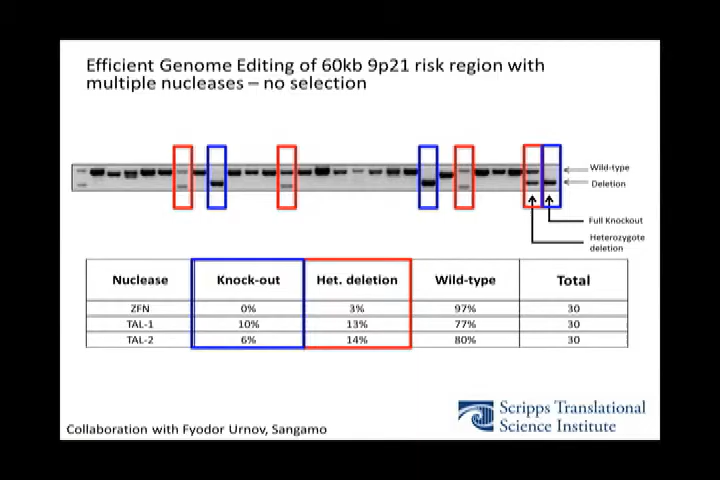 Efficient Genome Editing of 60kb 9p21 risk region with
multiple nucleases – no selection
Wild-type
Deletion
Full Knockout
Heterozygote
deletion
Nuclease Knock-out Het. deletion Wild-type Total
ZFN 0% 3% 97% 30
TAL-1 10% 13% 77% 30
TAL-2 6% 14% 80% 30
Scripps Translational
Science Institute
Collaboration with Fyodor Urnov, Sangamo